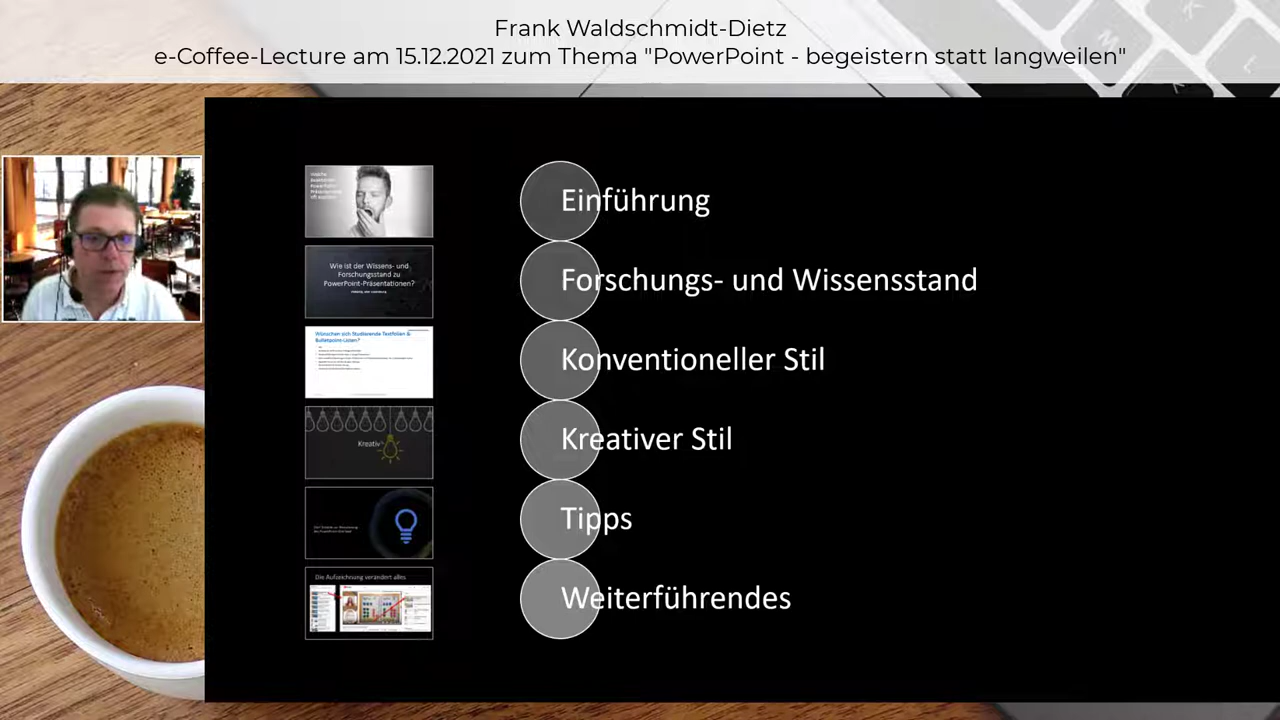 Frank Waldschmidt-Dietz
e-Coffee-Lecture am 15.12.2021 zum Thema "PowerPoint - begeistern statt langweilen"
Einführung
Wie ist der Wissens- und
Forschungsstand zu
PowerPoint-Präsentationen?
Forschungs- und Wissensstand
Wünschen sich Studierende Textfolien &
Bulletpoint-Listen?
Konventioneller Stil
Kreativ
Kreativer Stil
Tipps
Die Aufzeichnung verändert alles
Weiterführendes